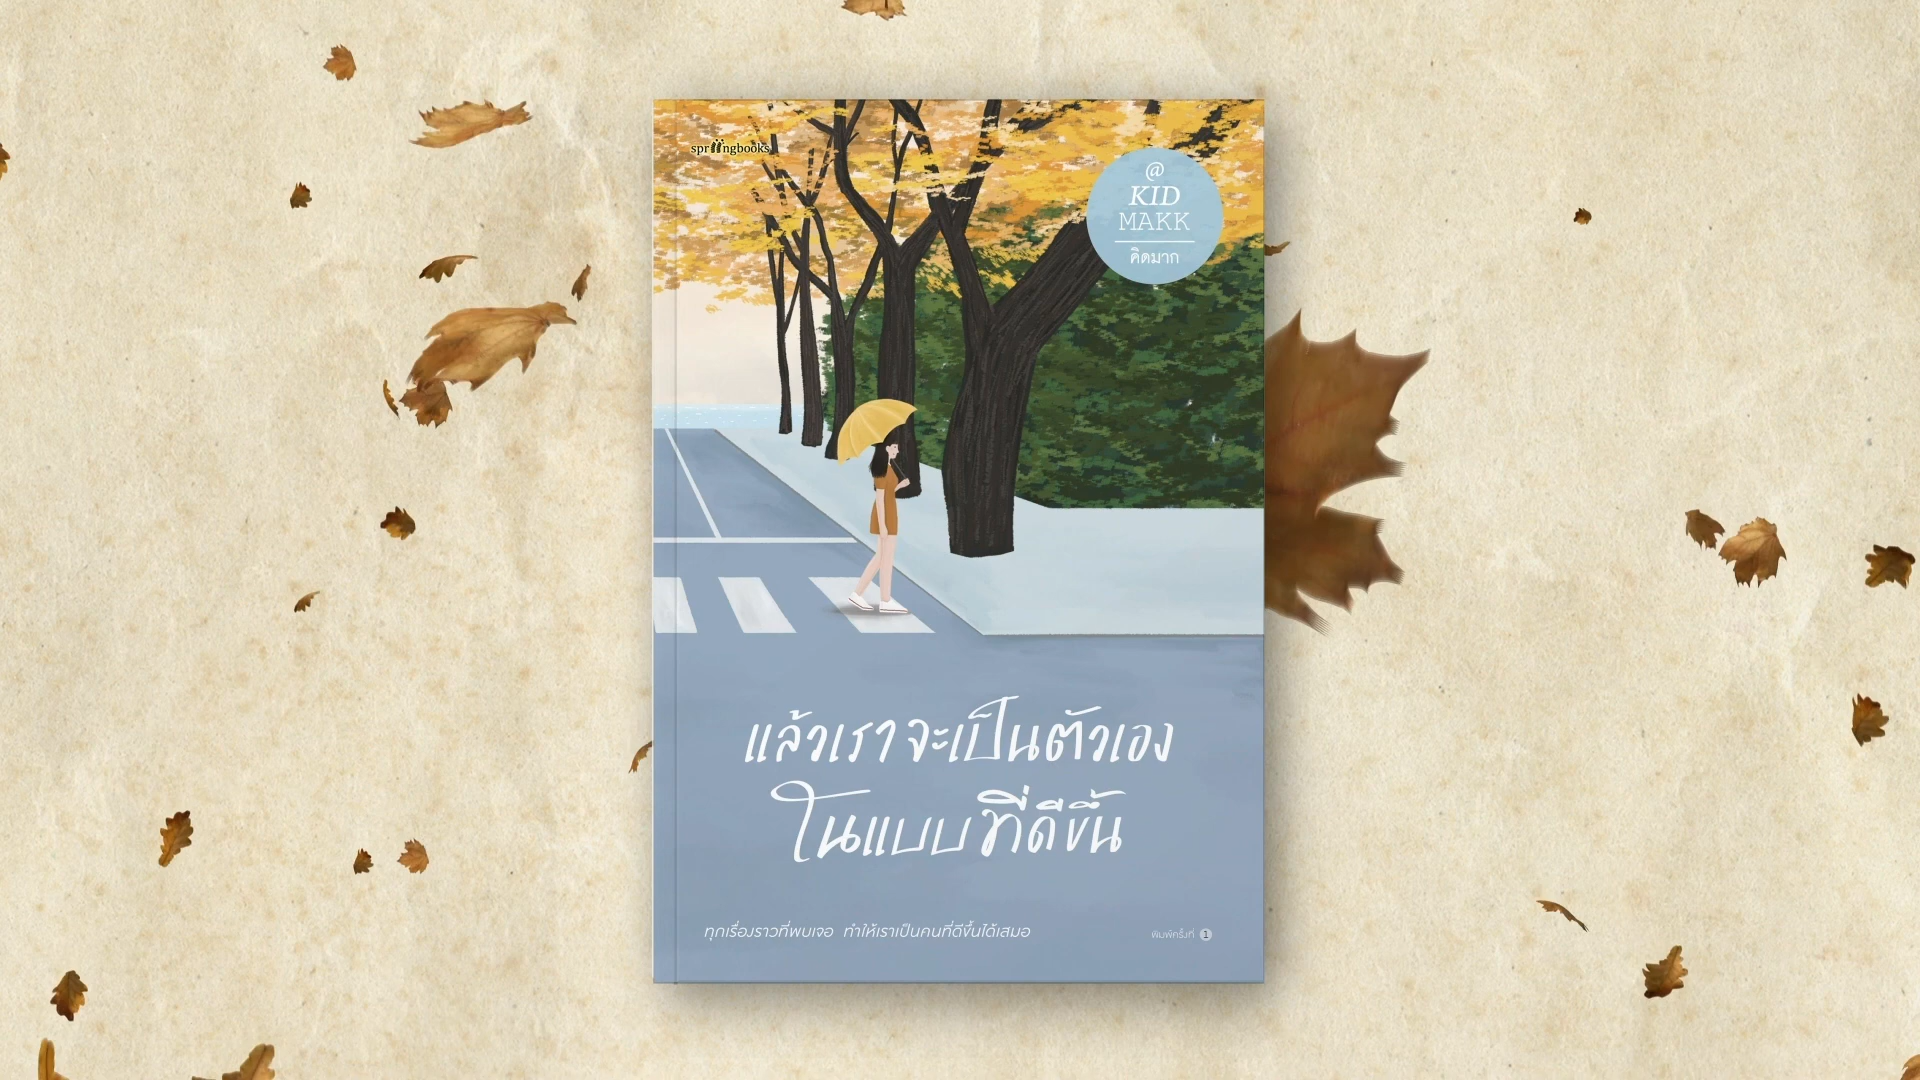 springbooks
@
KID
MAKK
คิดมาก
แล้วเราจะเป็นตัวเอง
ในแบบที่ดีขึ้น
ทุกเรื่องราวที่พบเจอ ทำให้เราเป็นคนที่ดีขึ้นได้เสมอ
พิมพ์ครั้งที่ 1